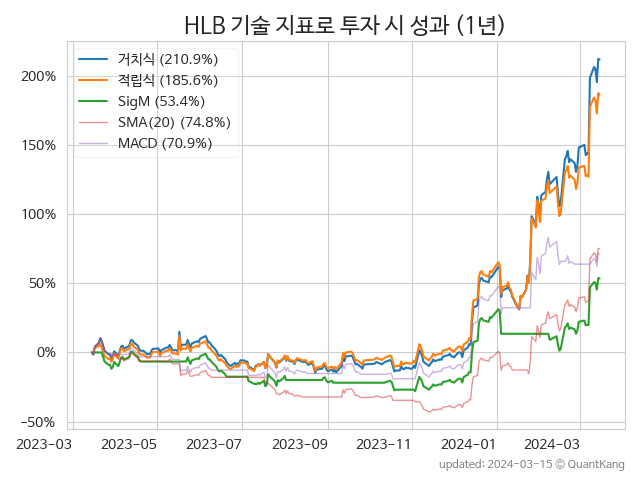 HLB 기술 지표로 투자 시 성과 (1년)
거치식 (210.9%)
적립식 (185.6%)
SigM (53.4%)
SMA(20) (74.8%)
MACD (70.9%)
200%
150%
100%
50%
0%
−50%
2023-03 2023-05 2023-07 2023-09 2023-11 2024-01 2024-03
updated: 2024-03-15 © QuantKang